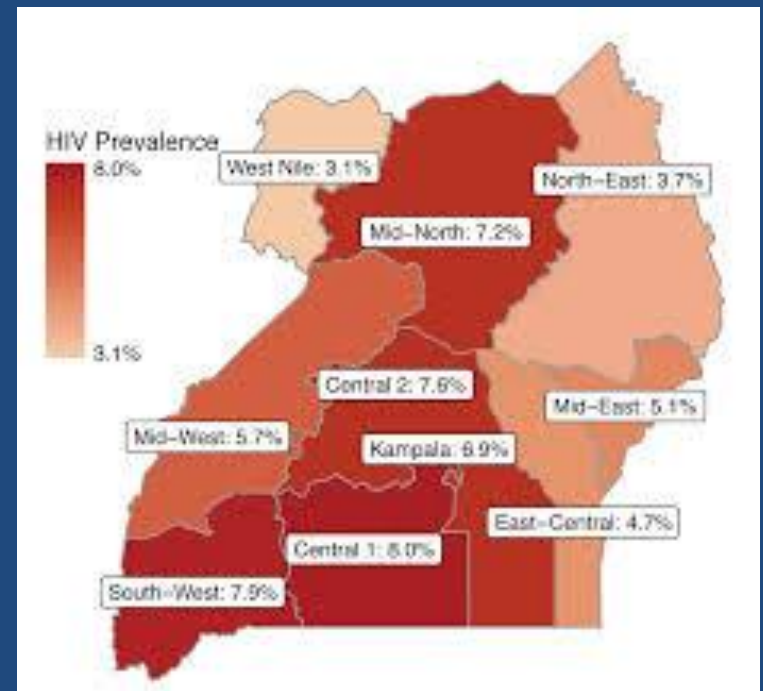 HIV Prevalence
8.0%
3.1%
West Nile: 3.1%
North-East: 3.7%
Mid-North: 7.2%
Central 2: 7.6%
Mid-East: 5.1%
Mid-West: 5.7%
Kampala: 6.9%
East-Central: 4.7%
Central 1: 8.0%
South-West: 7.9%